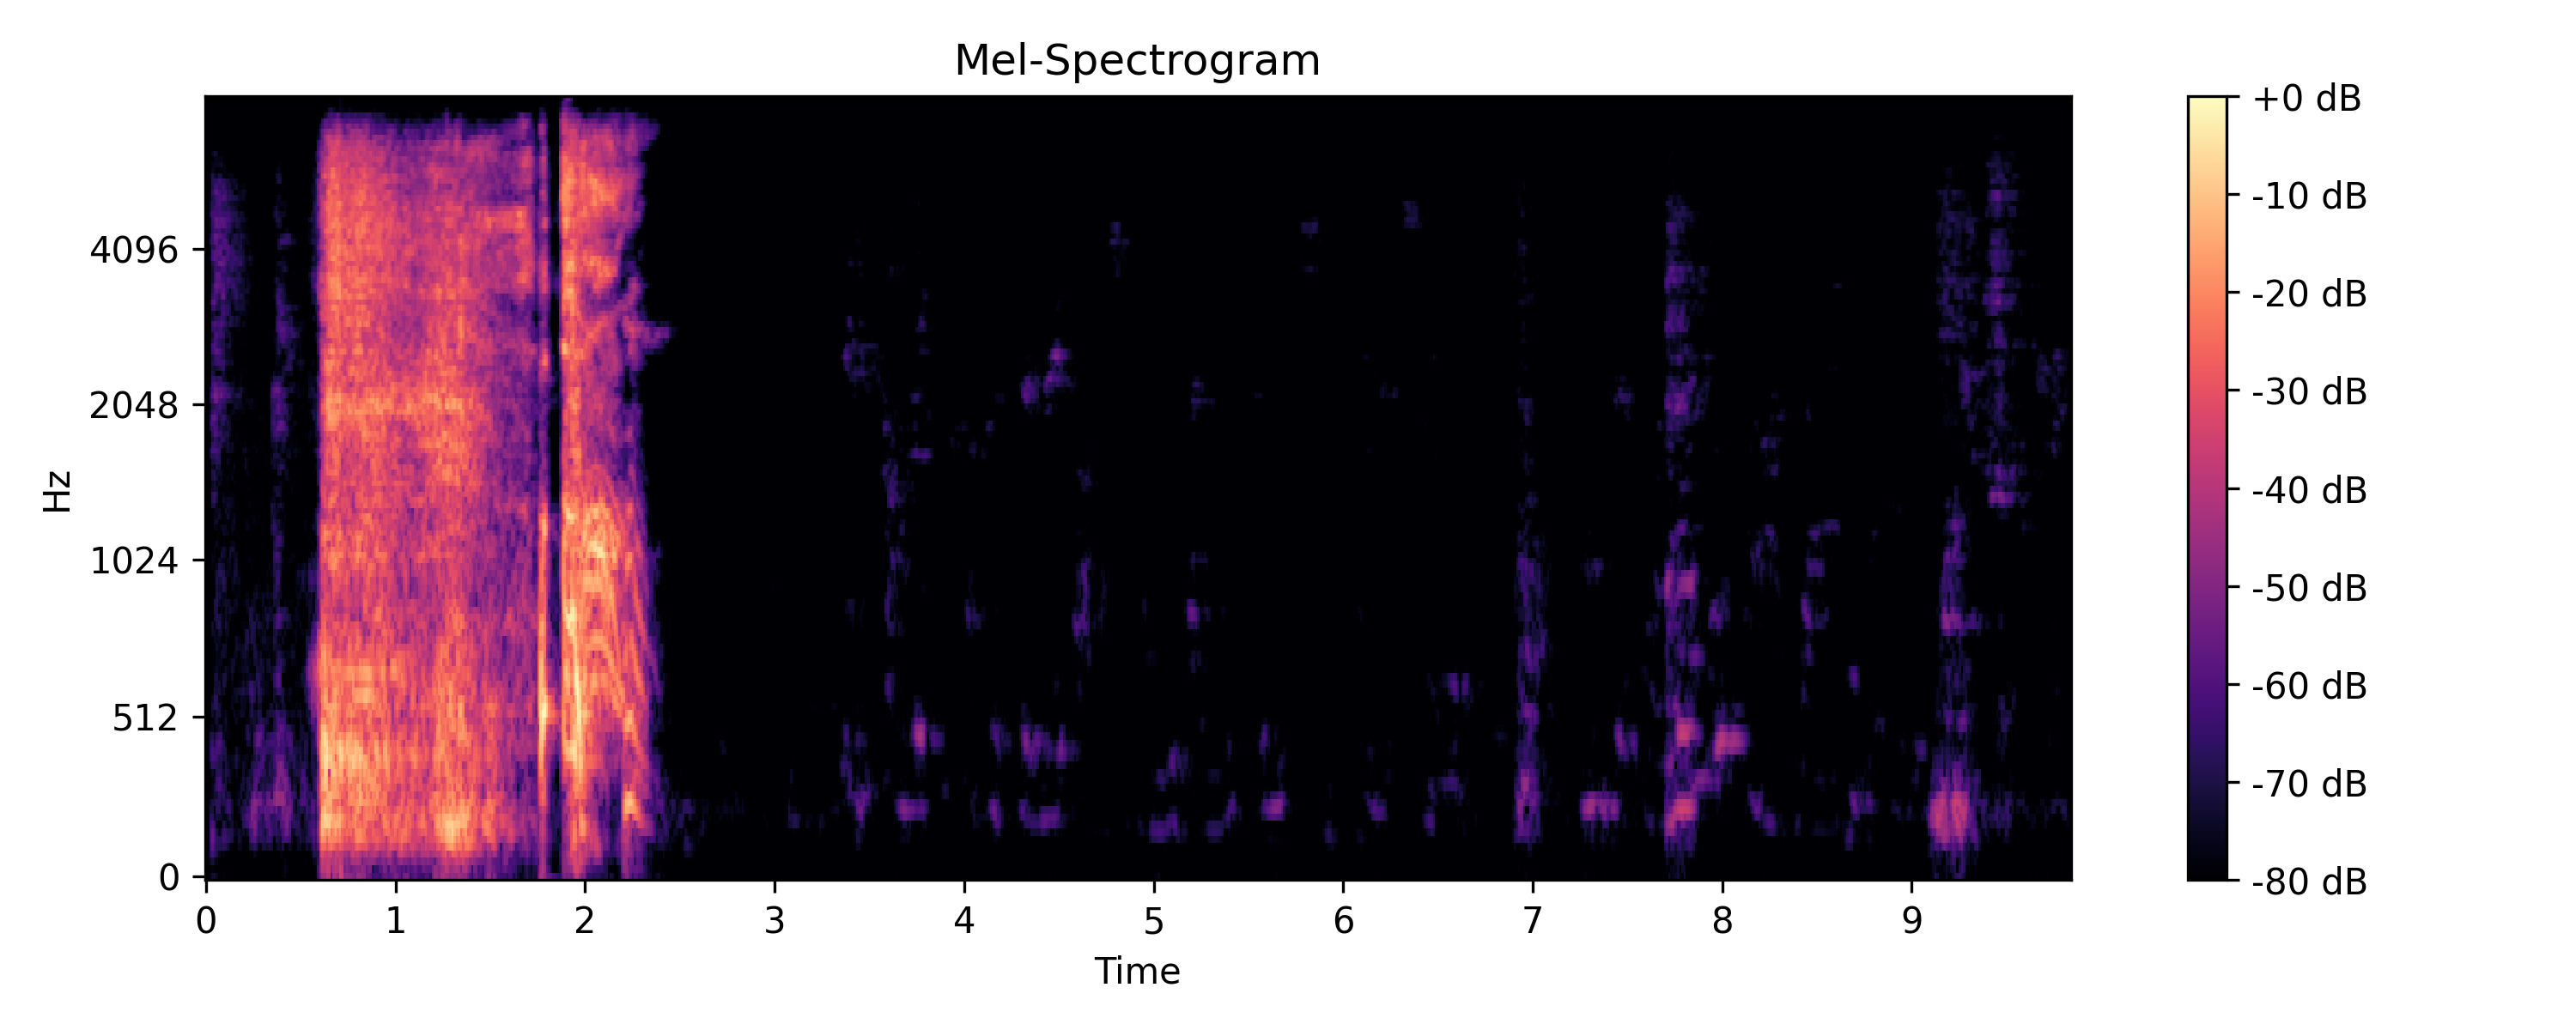 Mel-Spectrogram
+0 dB
-10 dB
-20 dB
-30 dB
-40 dB
-50 dB
-60 dB
-70 dB
-80 dB
4096
2048
1024
512
0
Hz
0 1 2 3 4 5 6 7 8 9
Time